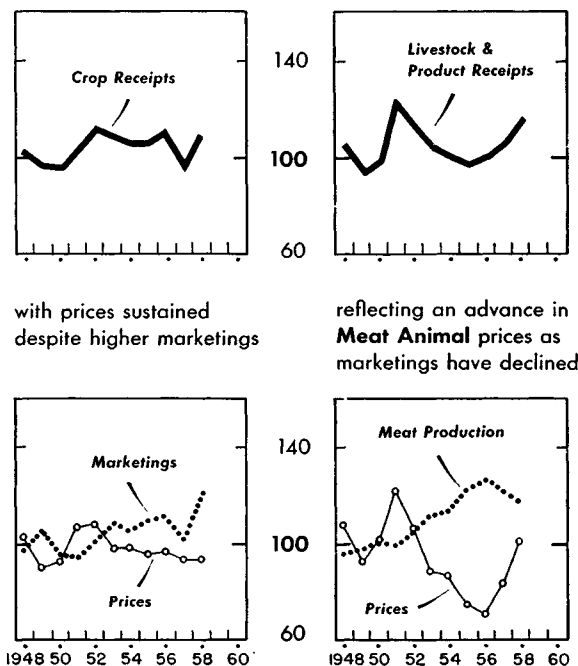 140
Crop Receipts
Livestock &
Product Receipts
100
60
with prices sustained
despite higher marketings
reflecting an advance in
Meat Animal prices as
marketings have declined
140
Marketings
Meat Production
100
Prices
Prices
60
1948 50 52 54 56 58 60
1948 50 52 54 56 58 60